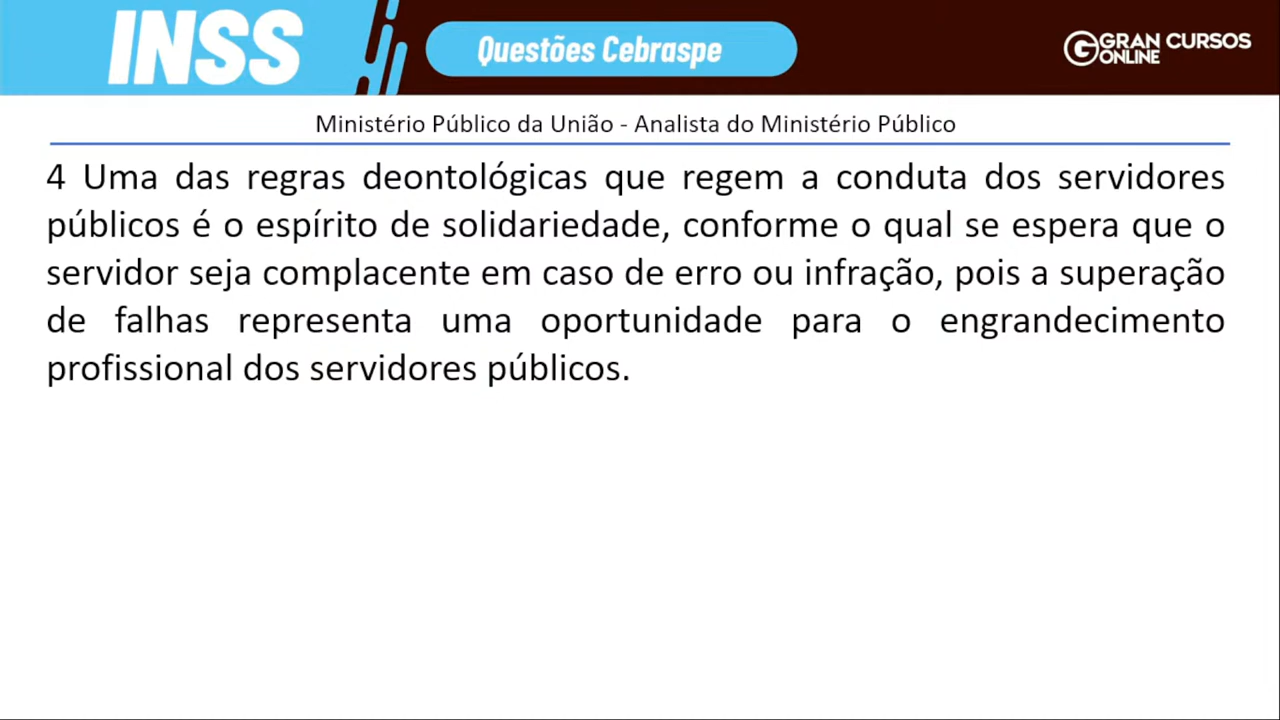 INSS
Questões Cebraspe
GRAN CURSOS
ONLINE
Ministério Público da União - Analista do Ministério Público
4 Uma das regras deontológicas que regem a conduta dos servidores
públicos é o espírito de solidariedade, conforme o qual se espera que o
servidor seja complacente em caso de erro ou infração, pois a superação
de falhas representa uma oportunidade para o engrandecimento
profissional dos servidores públicos.